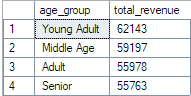 age_group total_revenue
1 Young Adult 62143
2 Middle Age 59197
3 Adult 55978
4 Senior 55763